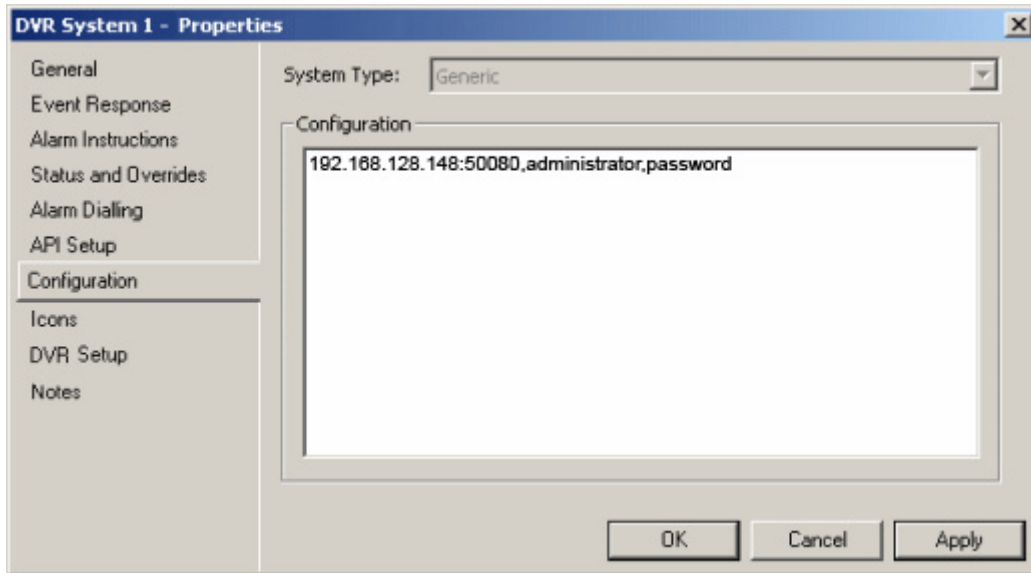 DVR System 1 - Properties
General
Event Response
Alarm Instructions
Status and Overrides
Alarm Dialling
API Setup
Configuration
Icons
DVR Setup
Notes
System Type: Generic
Configuration
192.168.128.148:50080,administrator,password
OK Cancel Apply